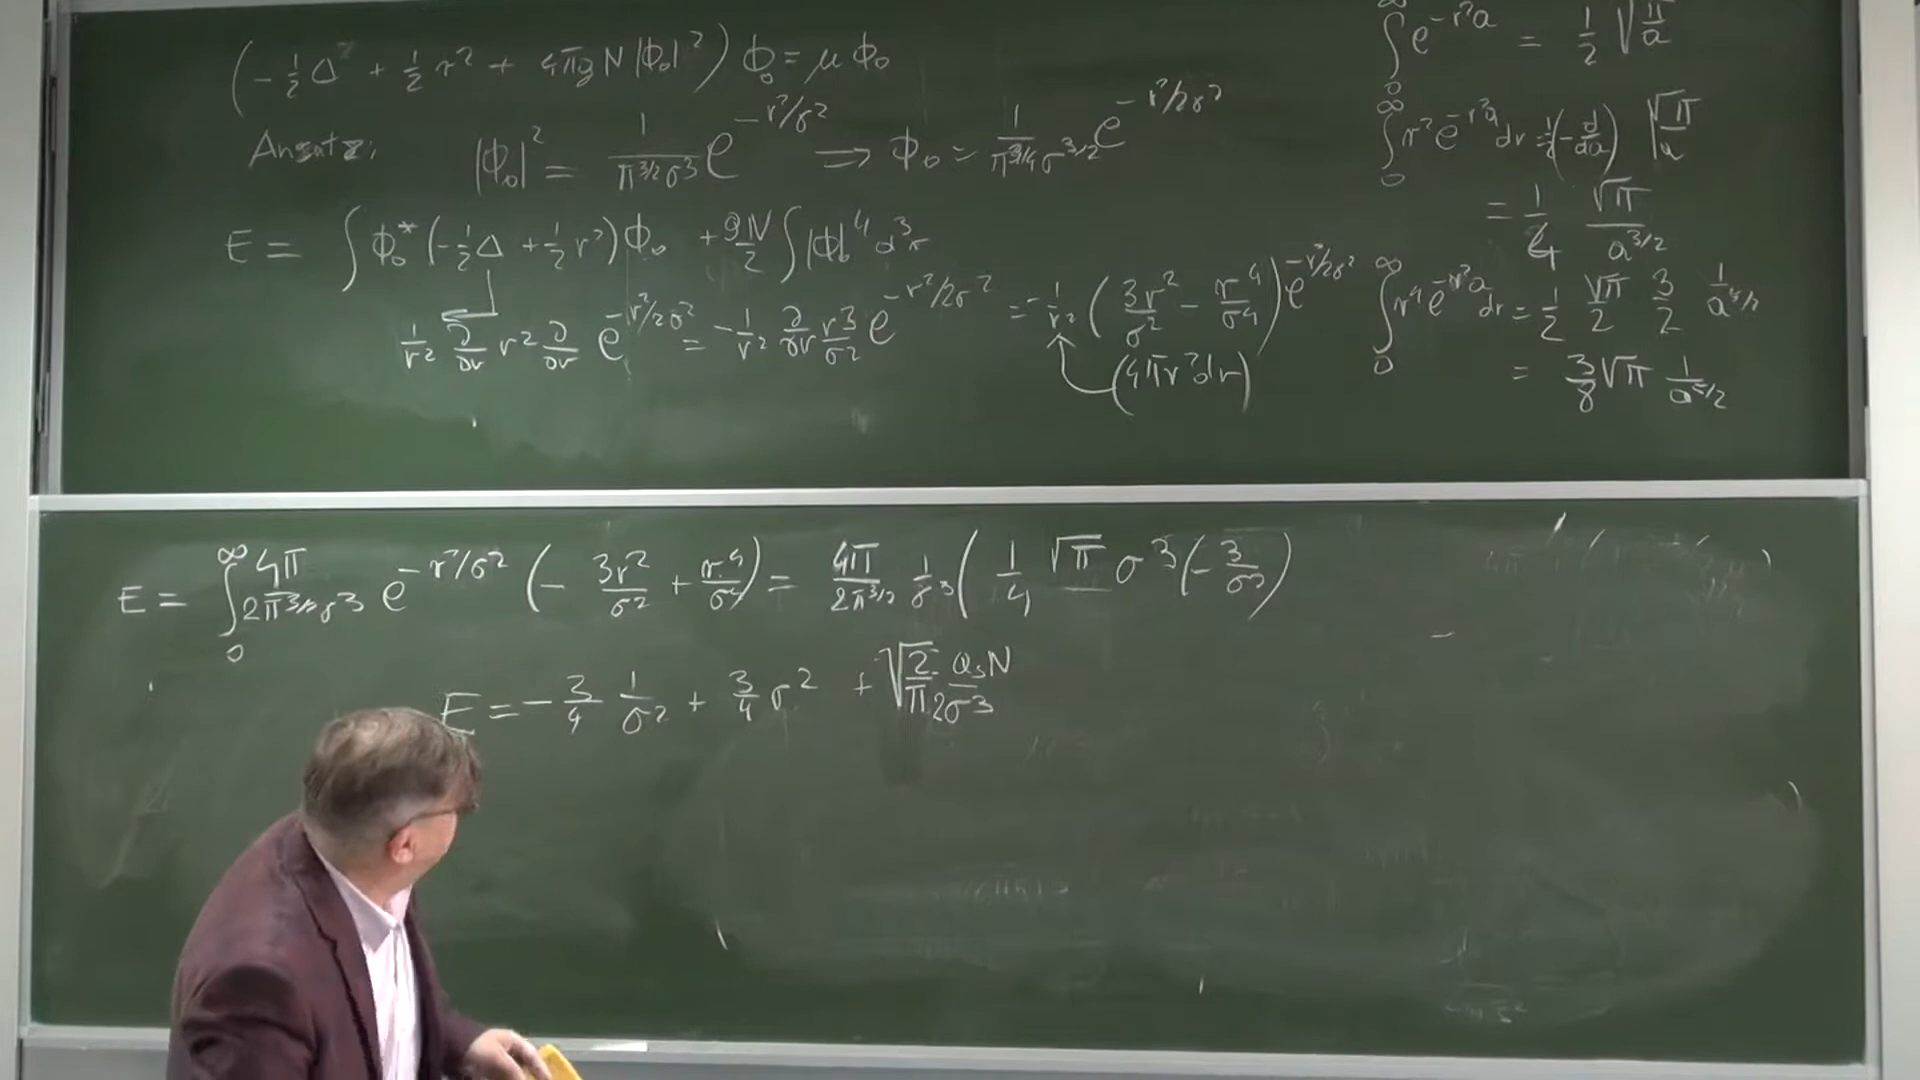 (-½Δ + ½r² + 4πgN|Φ₀|²) Φ₀ = μΦ₀
Ansatz: |Φ₀|² = 1/(π^{3/2}σ³) e^{-r²/σ²} ⟹ Φ₀ = 1/(π^{3/4}σ^{3/2}) e^{-r²/2σ²}
E = ∫ Φ₀* (-½Δ + ½r²) Φ₀ + gN/2 ∫|Φ₀|⁴ d³r
1/r² ∂/∂r r² ∂/∂r e^{-r²/2σ²} = -1/r² ∂/∂r r³/σ² e^{-r²/2σ²} = -1/r² (3r²/σ² - r⁴/σ⁴) e^{-r²/2σ²}
(4πr²dr)
∫₀^∞ e^{-r²a} = ½ √(π/a)
∫₀^∞ r² e^{-r²a} dr = ½(-d/da) √(π/a)
= ¼ √π/a^{3/2}
∫₀^∞ r⁴ e^{-r²a} dr = ½ √π/2 3/2 1/a^{5/2}
= 3/8 √π 1/a^{5/2}
E = ∫₀^∞ 4π/(2π^{3/2}σ³) e^{-r²/σ²} (- 3r²/σ² + r⁴/σ⁴) = 4π/(2π^{3/2}) 1/σ³ (¼ √π σ³ (-3/σ²)
E = -¾ 1/σ² + ¾σ² + √(2/π) a_sN/(2σ³)